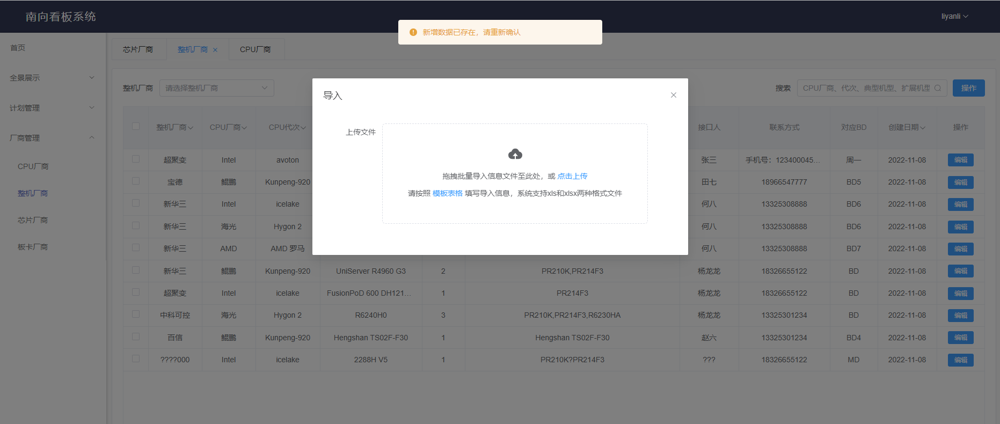 南向看板系统
liyanli
新增数据已存在，请重新确认
首页
全景展示
计划管理
厂商管理
CPU厂商
整机厂商
芯片厂商
板卡厂商
芯片厂商 整机厂商 × CPU厂商
整机厂商 请选择整机厂商
搜索 CPU厂商、代次、典型机型、扩展机型 操作
导入 ×
上传文件
拖拽批量导入信息文件至此处，或 点击上传
请按照 模板表格 填写导入信息，系统支持xls和xlsx两种格式文件
整机厂商 CPU厂商 CPU代次 接口人 联系方式 对应BD 创建日期 操作
超聚变 Intel avoton 张三 手机号：123400045... 周一 2022-11-08 编辑
宝德 鲲鹏 Kunpeng-920 田七 18966547777 BD5 2022-11-08 编辑
新华三 Intel icelake 何八 13325308888 BD6 2022-11-08 编辑
新华三 海光 Hygon 2 何八 13325308888 BD6 2022-11-08 编辑
新华三 AMD AMD 罗马 何八 13325308888 BD7 2022-11-08 编辑
新华三 鲲鹏 Kunpeng-920 UniServer R4960 G3 2 PR210K,PR214F3 杨龙龙 18326655122 BD 2022-11-08 编辑
超聚变 Intel icelake FusionPoD 600 DH121... 1 PR214F3 杨龙龙 18326655122 BD 2022-11-08 编辑
中科可控 海光 Hygon 2 R6240H0 3 PR210K,PR214F3,R6230HA 杨龙龙 13325301234 BD 2022-11-08 编辑
百信 鲲鹏 Kunpeng-920 Hengshan TS02F-F30 1 Hengshan TS02F-F30 赵六 13325301234 BD4 2022-11-08 编辑
????000 Intel icelake 2288H V5 1 PR210K?PR214F3 ??? 18326655122 MD 2022-11-08 编辑